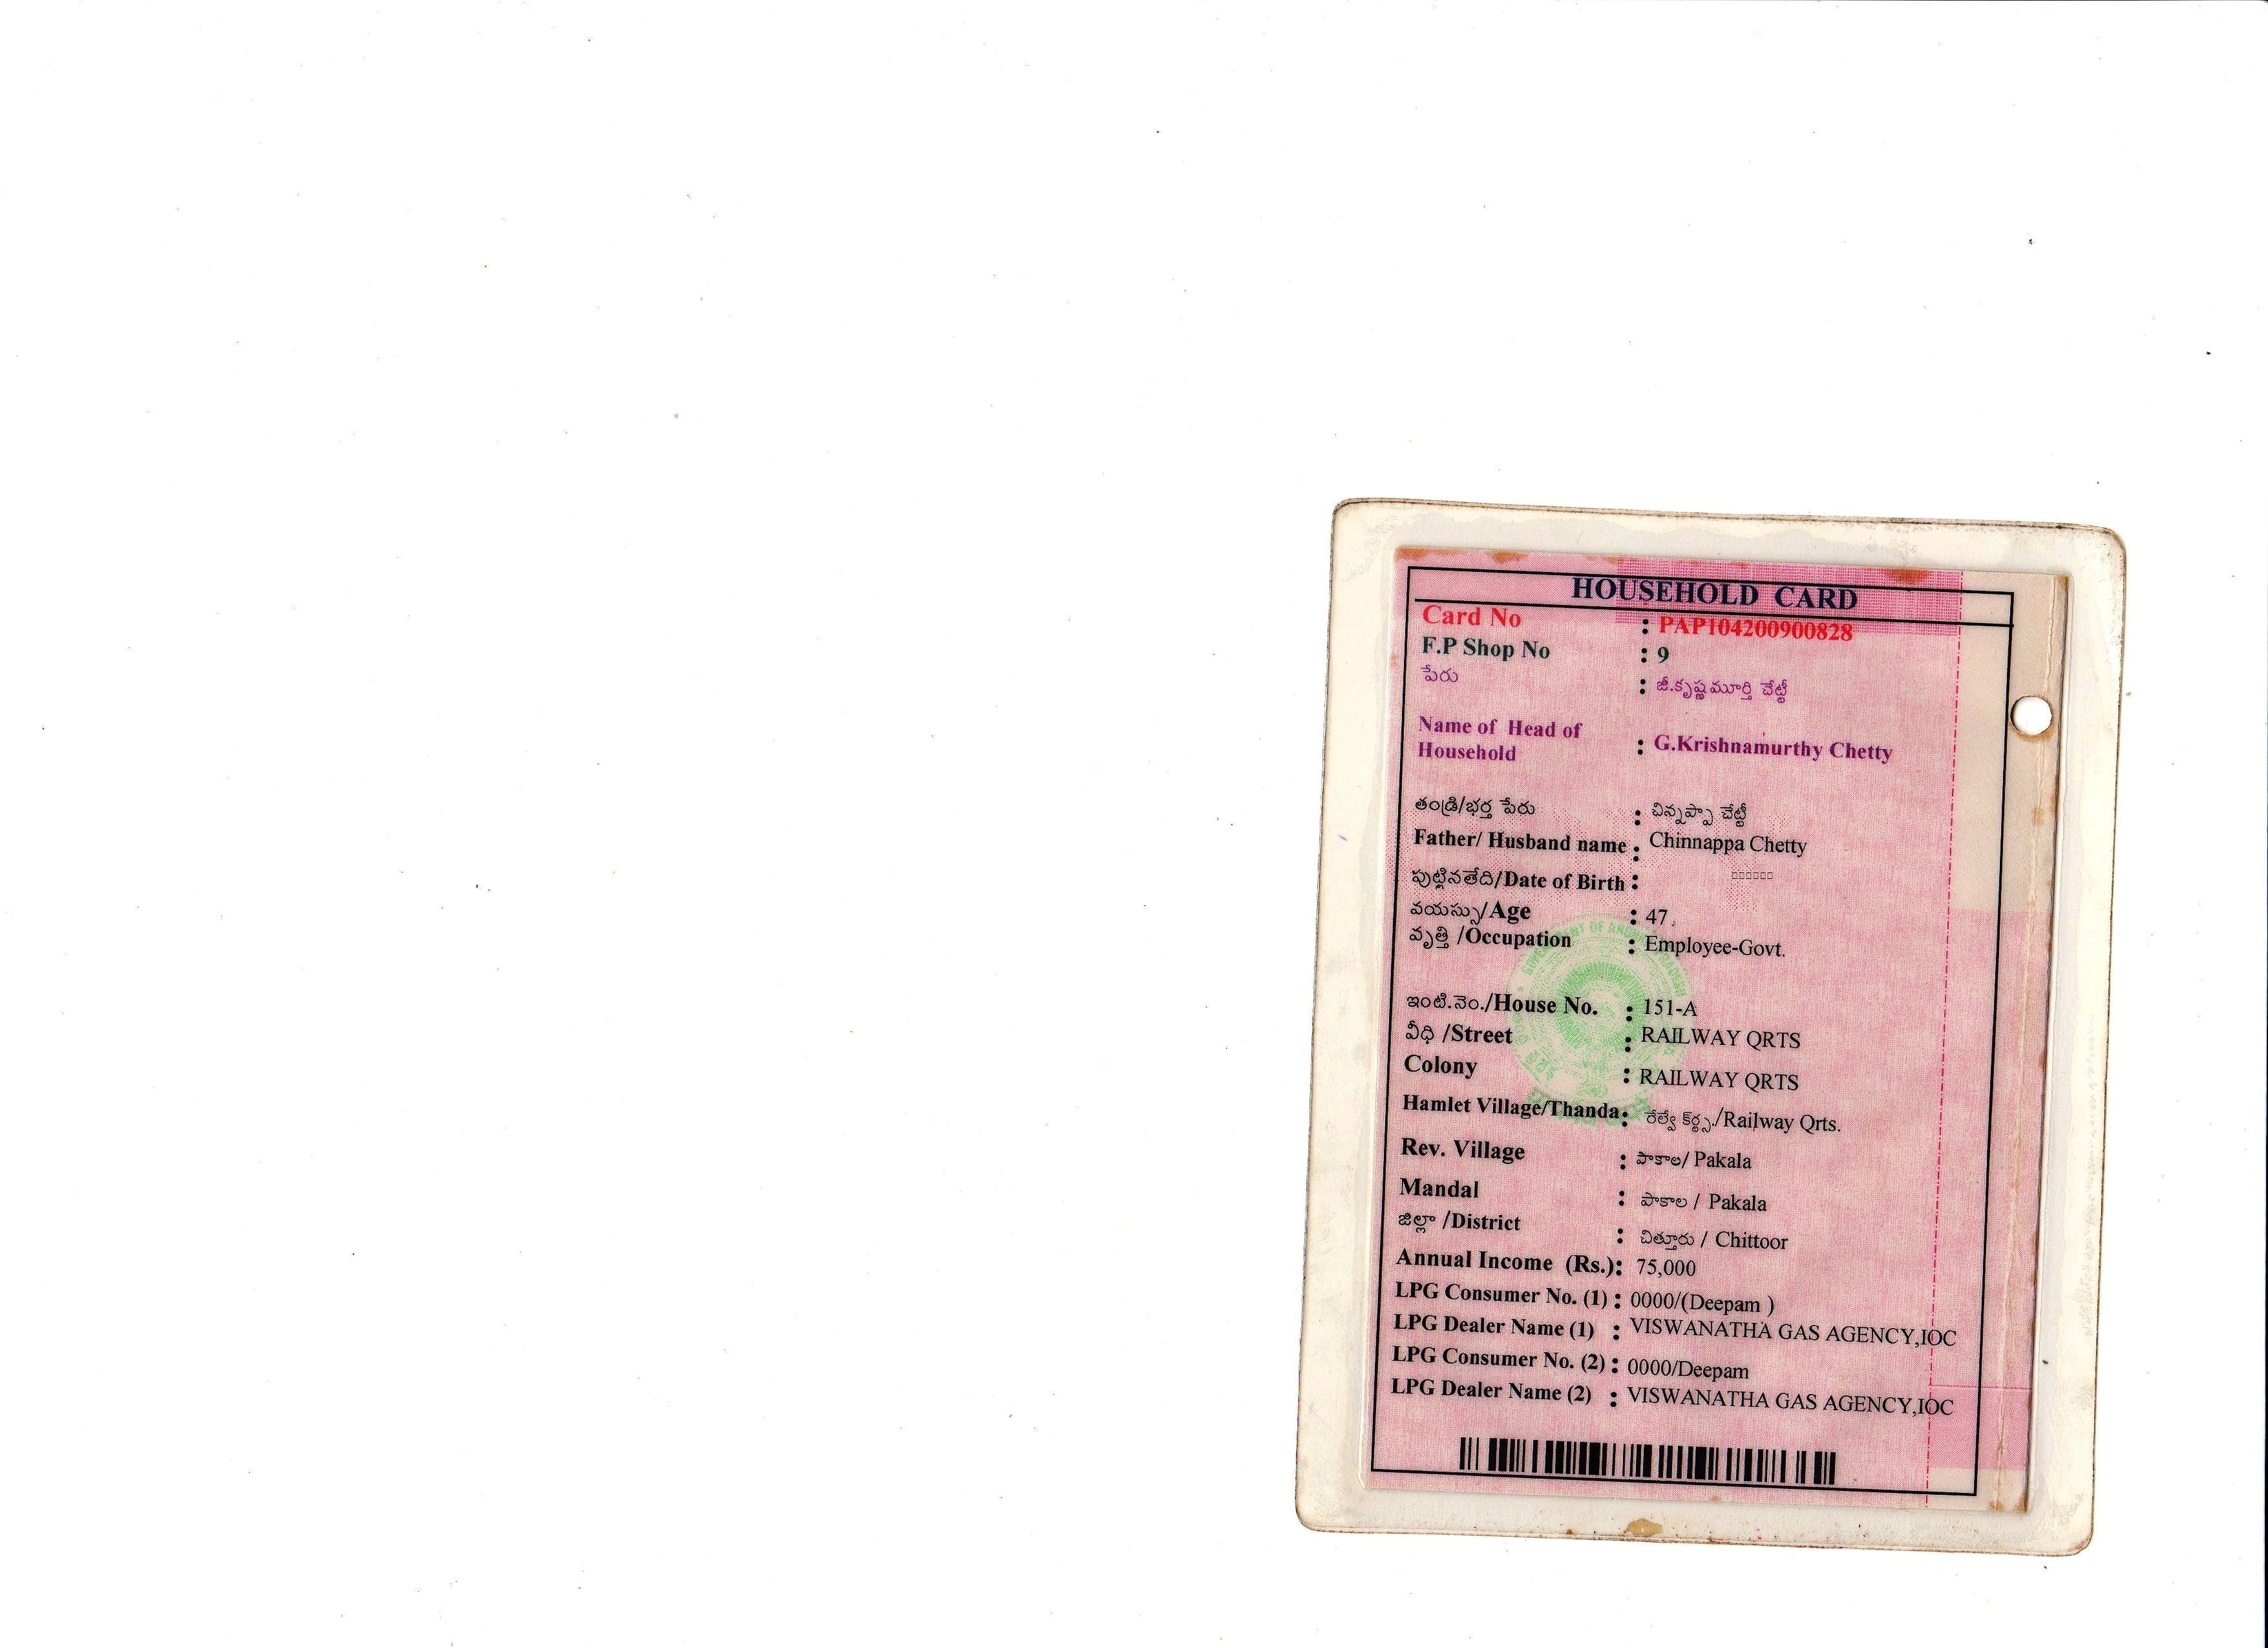 HOUSEHOLD CARD
Card No : PAP104200900828
F.P Shop No : 9
పేరు : జీ.కృష్ణమూర్తి చేట్టీ
Name of Head of
Household : G.Krishnamurthy Chetty
తండ్రి/భర్త పేరు : చిన్నప్పా చేట్టీ
Father/ Husband name : Chinnappa Chetty
పుట్టినతేది/Date of Birth :
వయస్సు/Age : 47
వృత్తి /Occupation : Employee-Govt.
ఇంటి.నెం./House No. : 151-A
వీధి /Street : RAILWAY QRTS
Colony : RAILWAY QRTS
Hamlet Village/Thanda: రేల్వే క్ర్ట్స./Railway Qrts.
Rev. Village : పాకాల/ Pakala
Mandal : పాకాల / Pakala
జిల్లా /District : చిత్తూరు / Chittoor
Annual Income (Rs.): 75,000
LPG Consumer No. (1) : 0000/(Deepam )
LPG Dealer Name (1) : VISWANATHA GAS AGENCY,IOC
LPG Consumer No. (2) : 0000/Deepam
LPG Dealer Name (2) : VISWANATHA GAS AGENCY,IOC